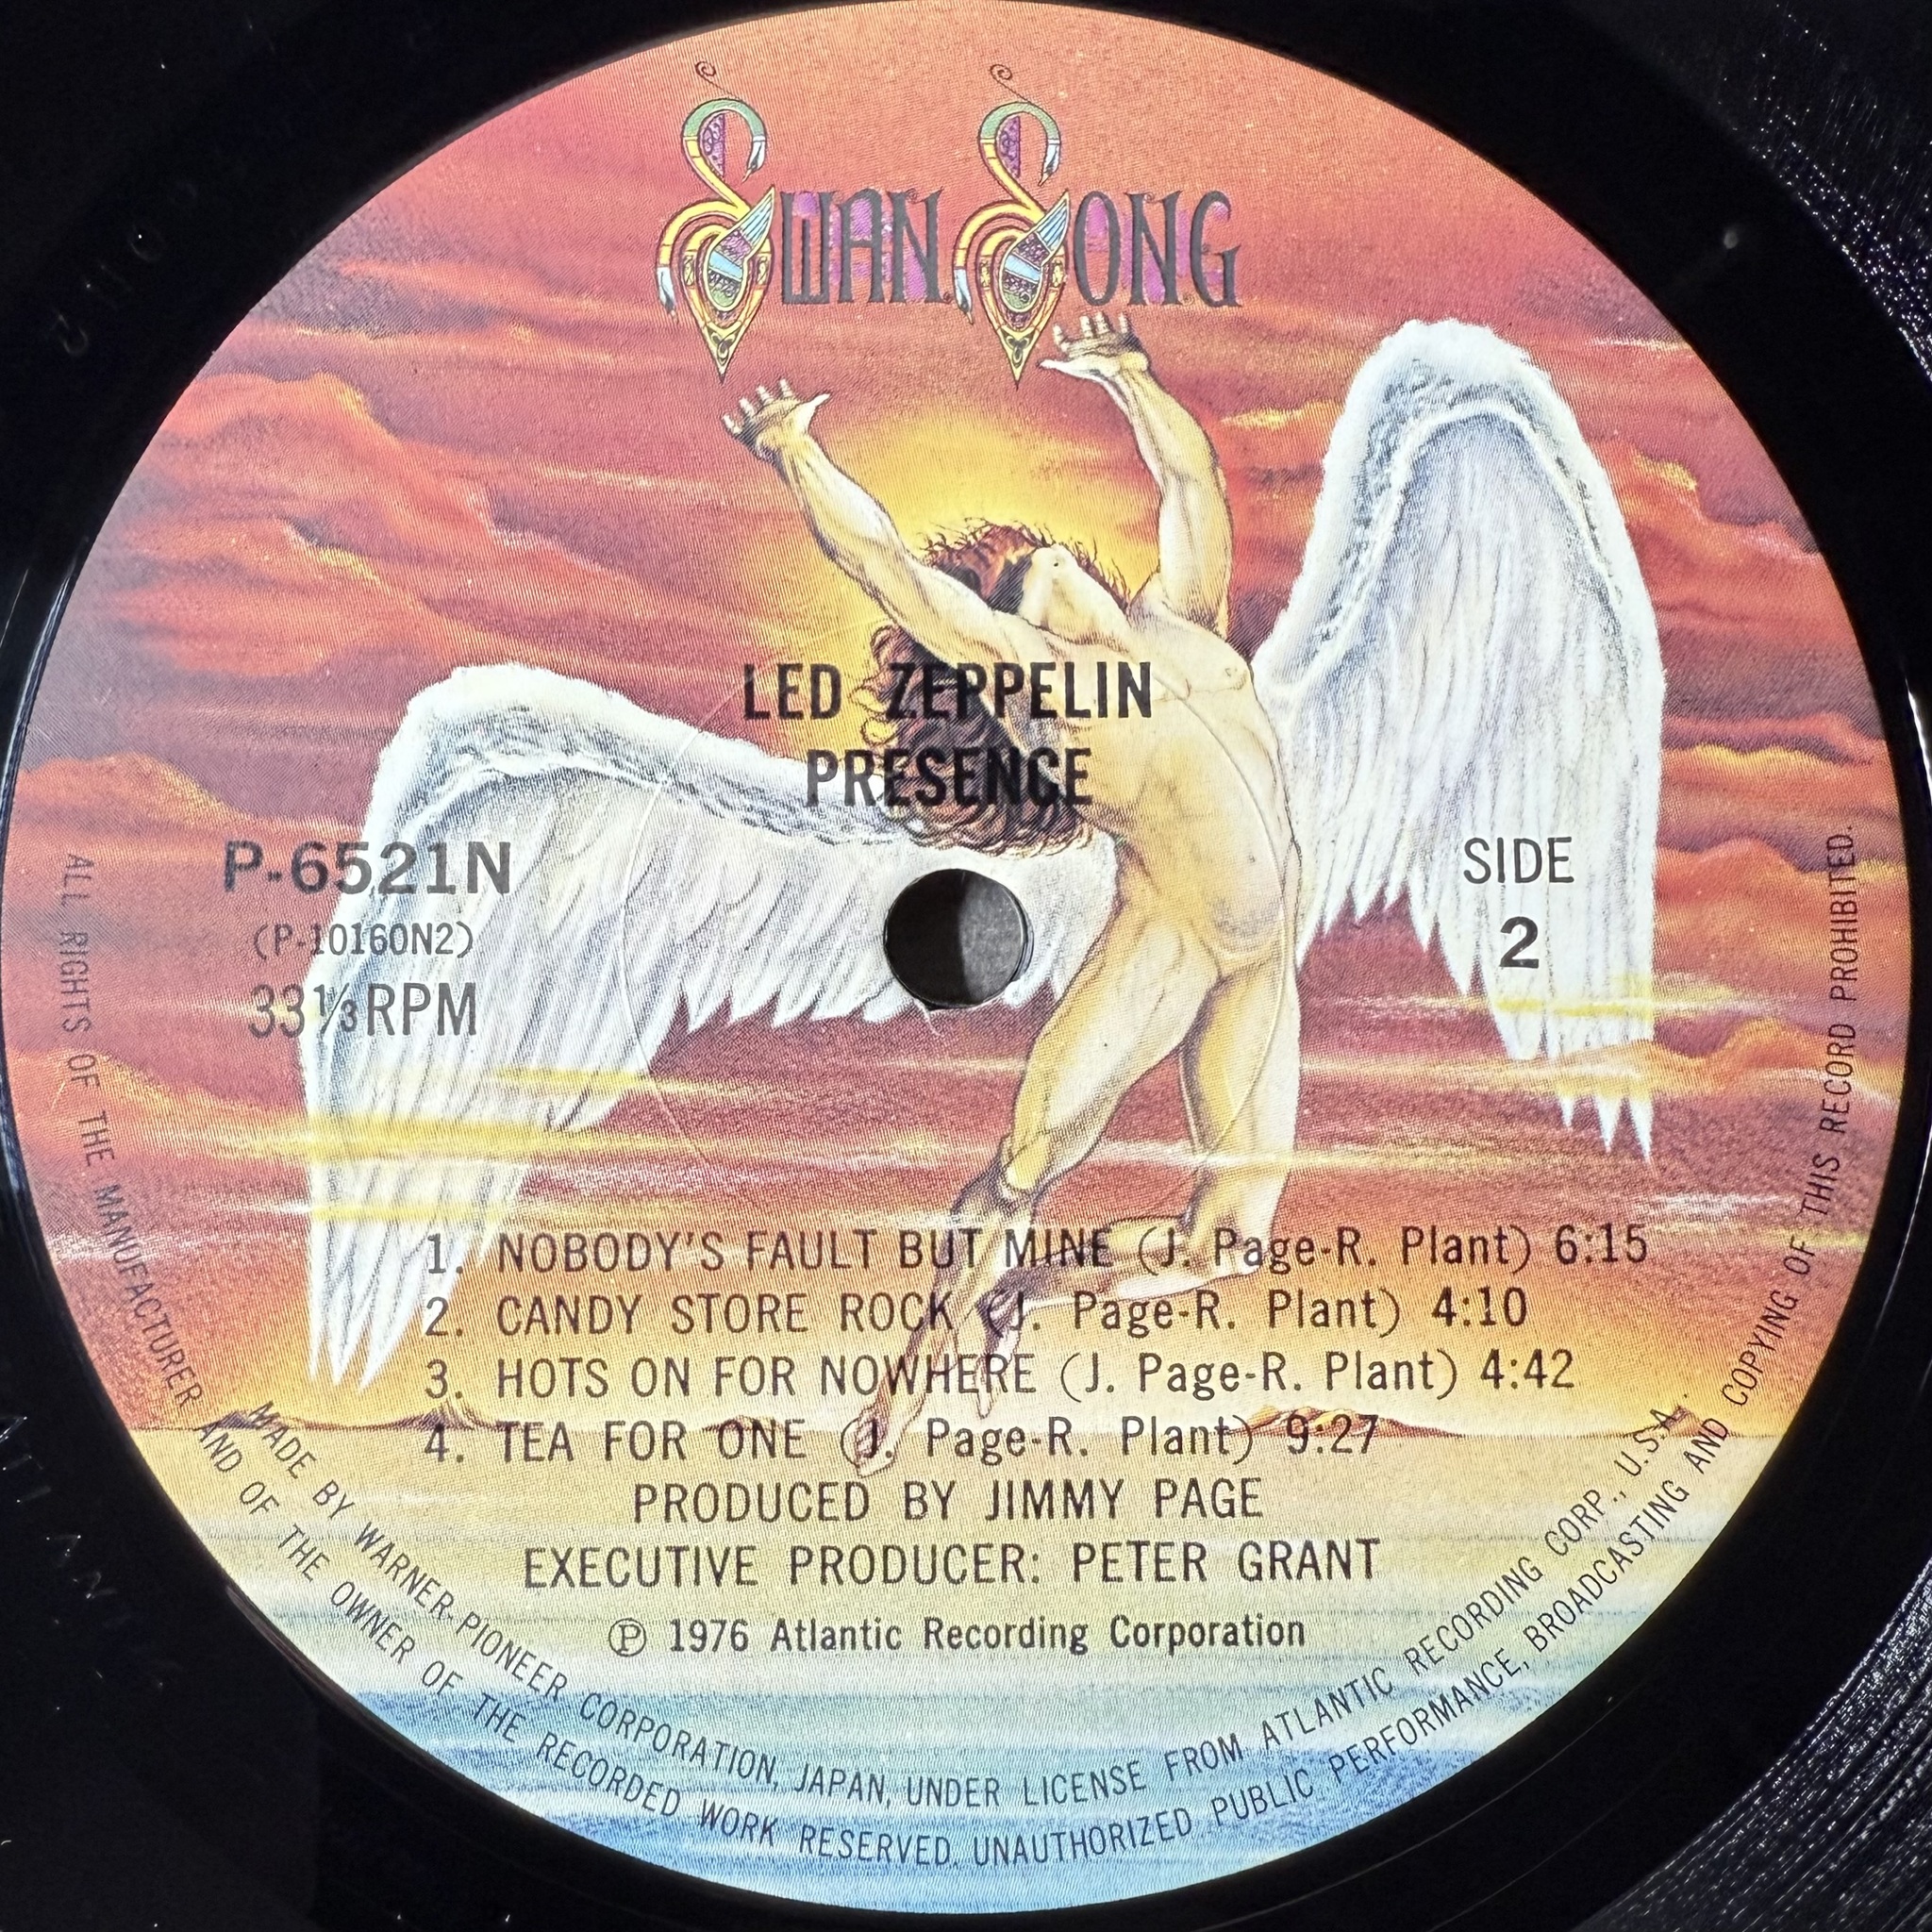 SWAN SONG
LED ZEPPELIN
PRESENCE
P-6521N
(P-10160N2)
33⅓RPM
SIDE
2
1. NOBODY'S FAULT BUT MINE (J. Page-R. Plant) 6:15
2. CANDY STORE ROCK (J. Page-R. Plant) 4:10
3. HOTS ON FOR NOWHERE (J. Page-R. Plant) 4:42
4. TEA FOR ONE (J. Page-R. Plant) 9:27
PRODUCED BY JIMMY PAGE
EXECUTIVE PRODUCER: PETER GRANT
℗ 1976 Atlantic Recording Corporation
MADE BY WARNER-PIONEER CORPORATION, JAPAN, UNDER LICENSE FROM ATLANTIC RECORDING CORP., U.S.A.
ALL RIGHTS OF THE MANUFACTURER AND OF THE OWNER OF THE RECORDED WORK RESERVED. UNAUTHORIZED PUBLIC PERFORMANCE, BROADCASTING AND COPYING OF THIS RECORD PROHIBITED.